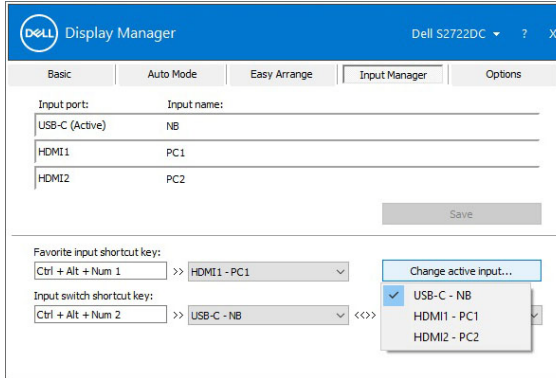 DELL Display Manager Dell S2722DC ? X
Basic Auto Mode Easy Arrange Input Manager Options
Input port: Input name:
USB-C (Active) NB
HDMI1 PC1
HDMI2 PC2
Save
Favorite input shortcut key:
Ctrl + Alt + Num 1 >> HDMI1 - PC1 Change active input...
Input switch shortcut key:
Ctrl + Alt + Num 2 >> USB-C - NB <<>>
USB-C - NB
HDMI1 - PC1
HDMI2 - PC2